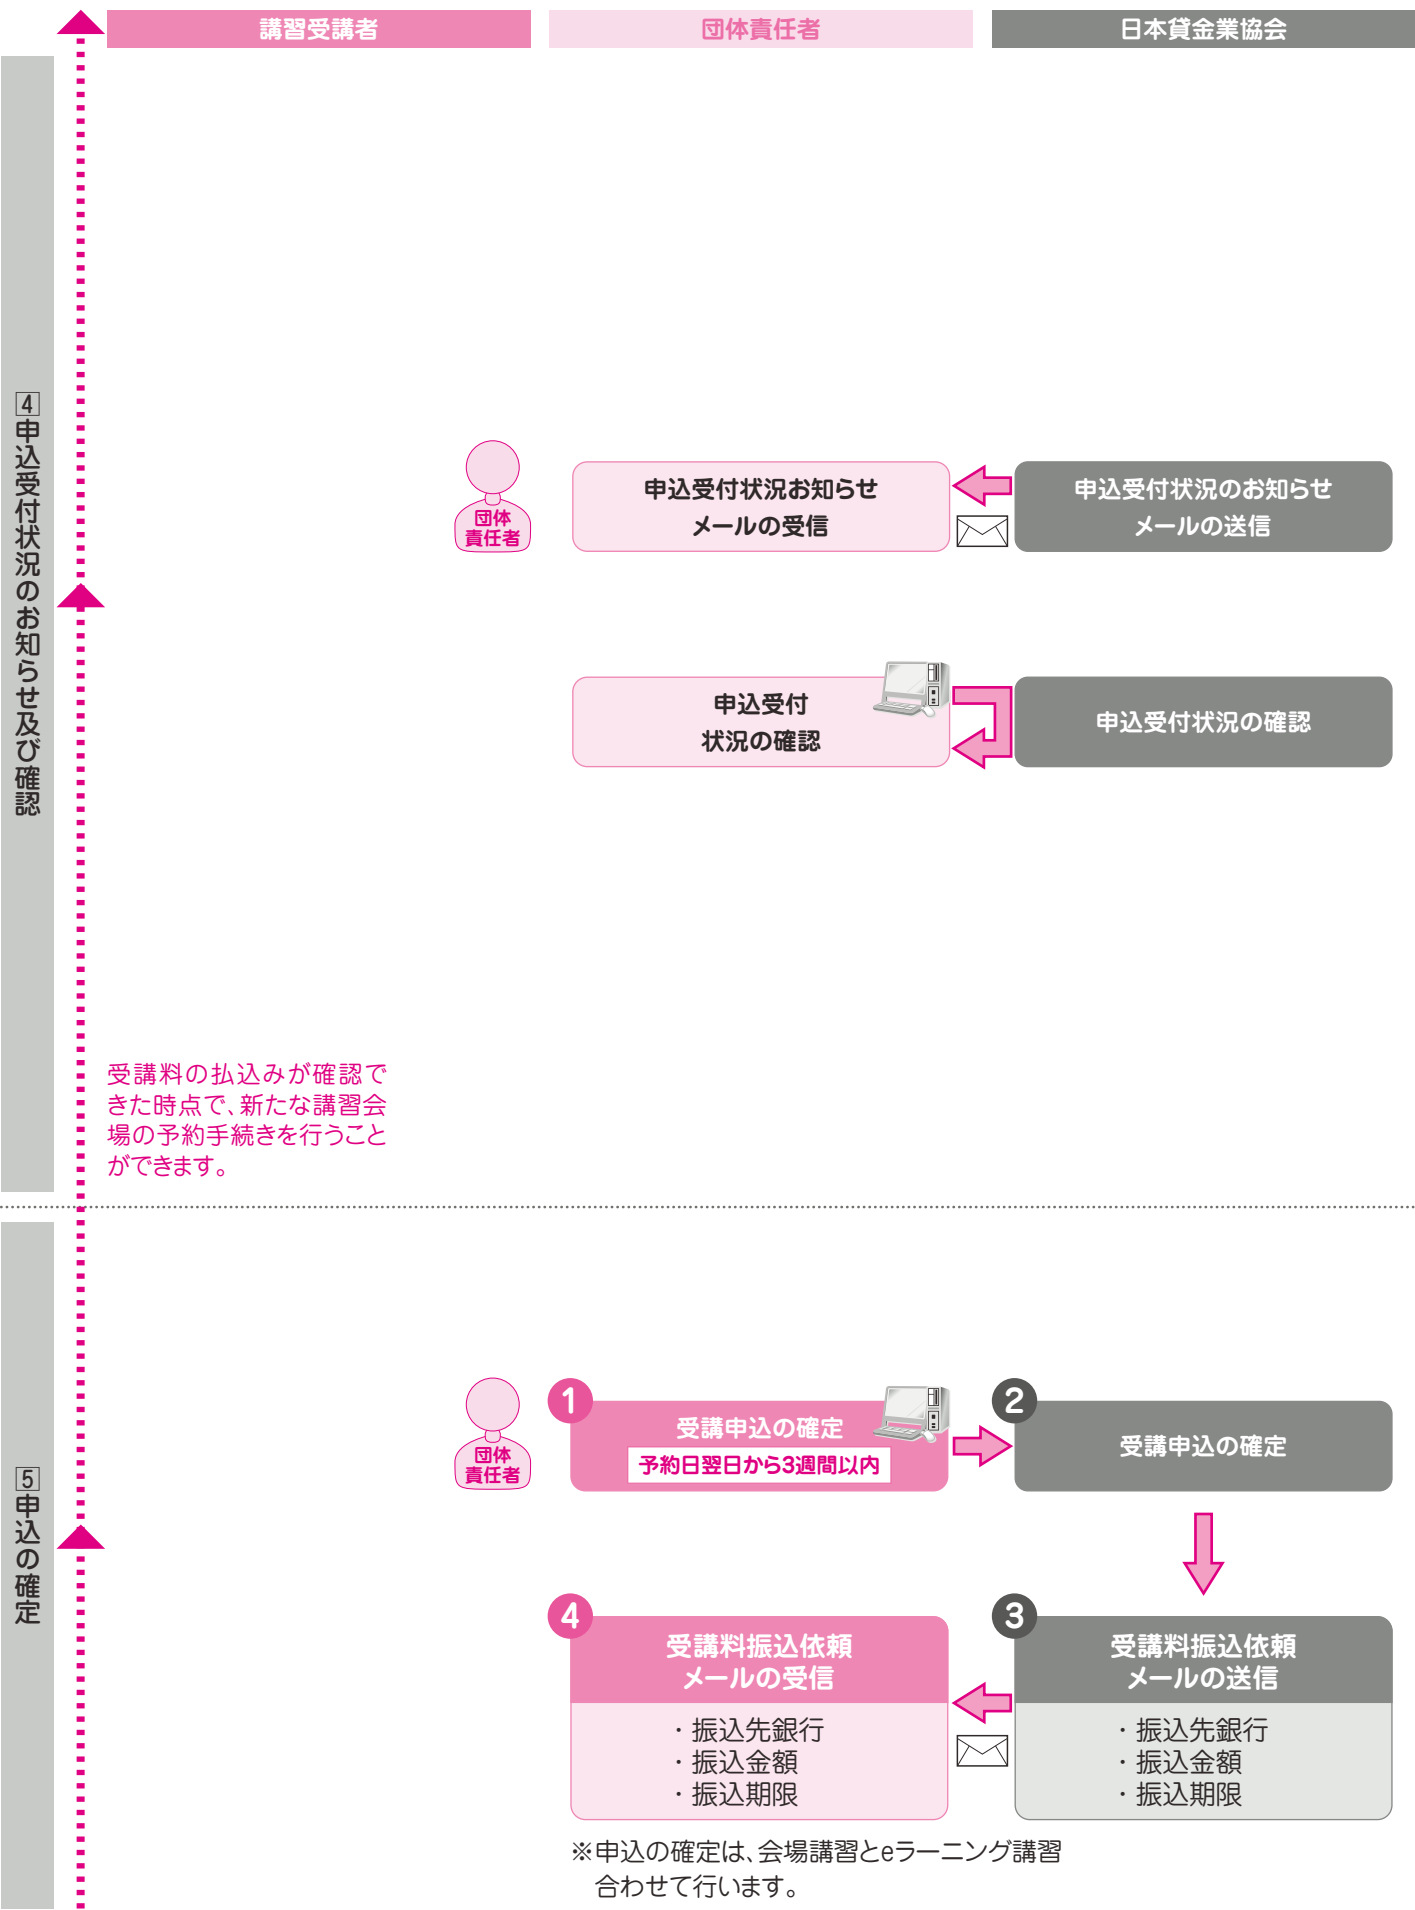 講習受講者
団体責任者
日本貸金業協会
4申込受付状況のお知らせ及び確認
団体
責任者
申込受付状況お知らせ
メールの受信
申込受付状況のお知らせ
メールの送信
申込受付
状況の確認
申込受付状況の確認
受講料の払込みが確認で
きた時点で、新たな講習会
場の予約手続きを行うこと
ができます。
5申込の確定
団体
責任者
1
受講申込の確定
予約日翌日から3週間以内
2
受講申込の確定
4
受講料振込依頼
メールの受信
・振込先銀行
・振込金額
・振込期限
3
受講料振込依頼
メールの送信
・振込先銀行
・振込金額
・振込期限
※申込の確定は、会場講習とeラーニング講習
合わせて行います。